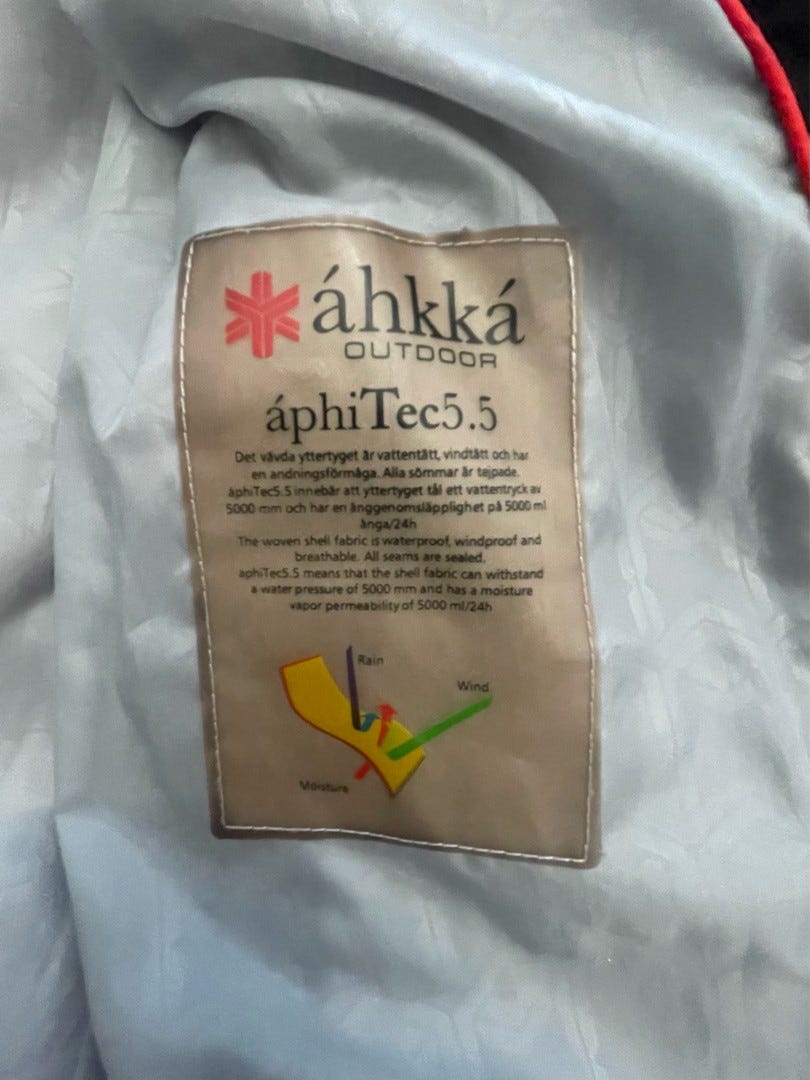 áhkká
OUTDOOR
áphiTec5.5
Det vävda yttertyget är vattentätt, vindtätt och har
en andningsförmåga. Alla sömmar är tejpade.
áphiTec5.5 innebär att yttertyget tål ett vattentryck av
5000 mm och har en ånggenomsläpplighet på 5000 ml
ånga/24h
The woven shell fabric is waterproof, windproof and
breathable. All seams are sealed.
aphiTec5.5 means that the shell fabric can withstand
a water pressure of 5000 mm and has a moisture
vapor permeability of 5000 ml/24h
Rain
Wind
Moisture